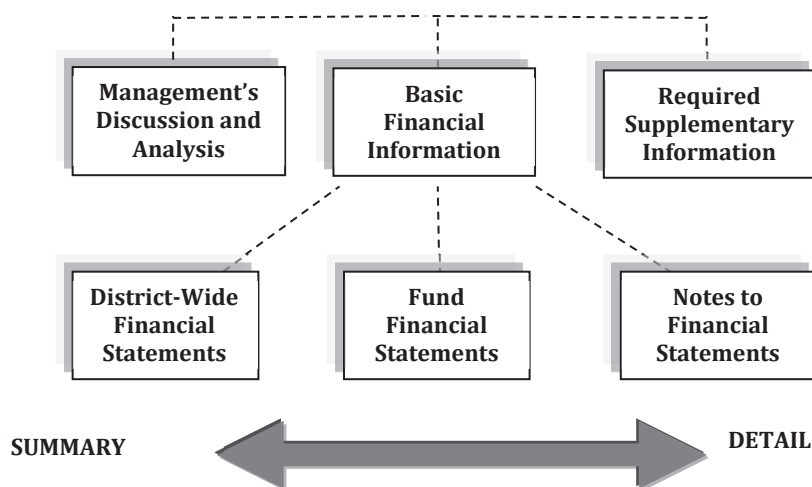 Management’s
Discussion and
Analysis
Basic
Financial
Information
Required
Supplementary
Information
District-Wide
Financial
Statements
Fund
Financial
Statements
Notes to
Financial
Statements
SUMMARY
DETAIL